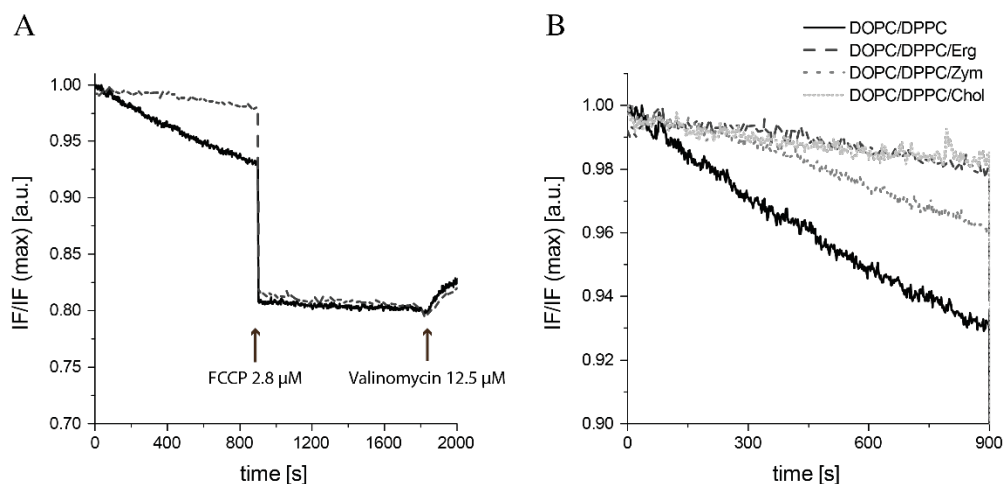 A
IF/IF (max) [a.u.]
1.00
0.95
0.90
0.85
0.80
0.75
0.70
FCCP 2.8 µM
Valinomycin 12.5 µM
0
400
800
1200
1600
2000
time [s]
B
DOPC/DPPC
DOPC/DPPC/Erg
DOPC/DPPC/Zym
DOPC/DPPC/Chol
IF/IF (max) [a.u.]
1.00
0.98
0.96
0.94
0.92
0.90
0
300
600
900
time [s]